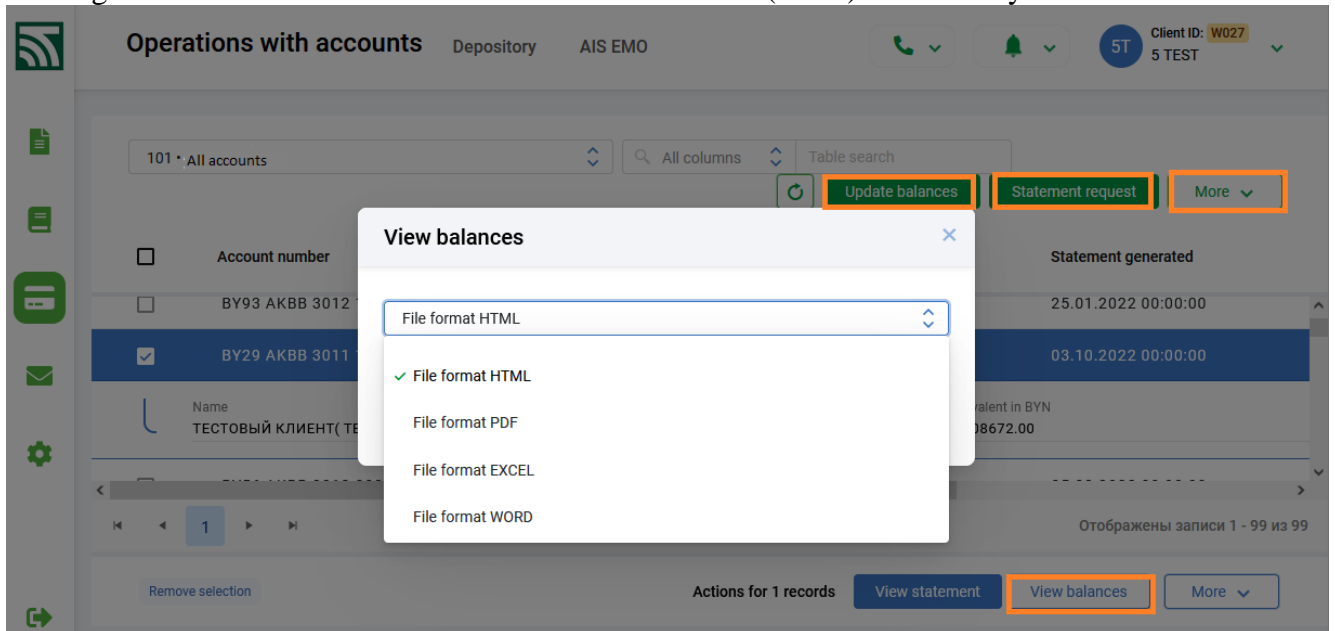 Operations with accounts Depository AIS EMO 5T Client ID: W027
5 TEST
101 · All accounts All columns Table search
Update balances Statement request More
View balances
Account number Statement generated
BY93 AKBB 3012 25.01.2022 00:00:00
File format HTML
BY29 AKBB 3011 03.10.2022 00:00:00
File format HTML
Name valent in BYN
ТЕСТОВЫЙ КЛИЕНТ( ТЕ 08672.00
File format PDF
File format EXCEL
File format WORD
1 Отображены записи 1 - 99 из 99
Remove selection Actions for 1 records View statement View balances More